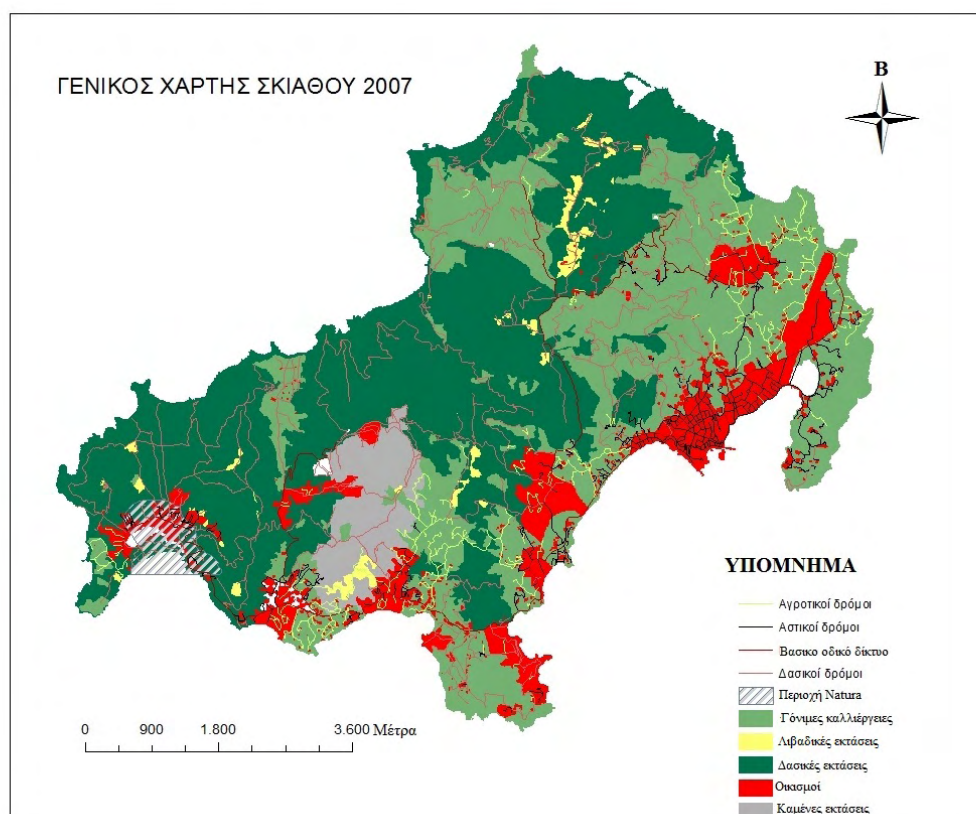 ΓΕΝΙΚΟΣ ΧΑΡΤΗΣ ΣΚΙΑΘΟΥ 2007
Β
ΥΠΟΜΝΗΜΑ
Αγροτικοί δρόμοι
Αστικοί δρόμοι
Βασικο οδικό δίκτυο
Δασικοί δρόμοι
Περιοχή Natura
Γόνιμες καλλιέργειες
Λιβαδικές εκτάσεις
Δασικές εκτάσεις
Οικισμοί
Καμένες εκτάσεις
0 900 1.800 3.600 Μέτρα